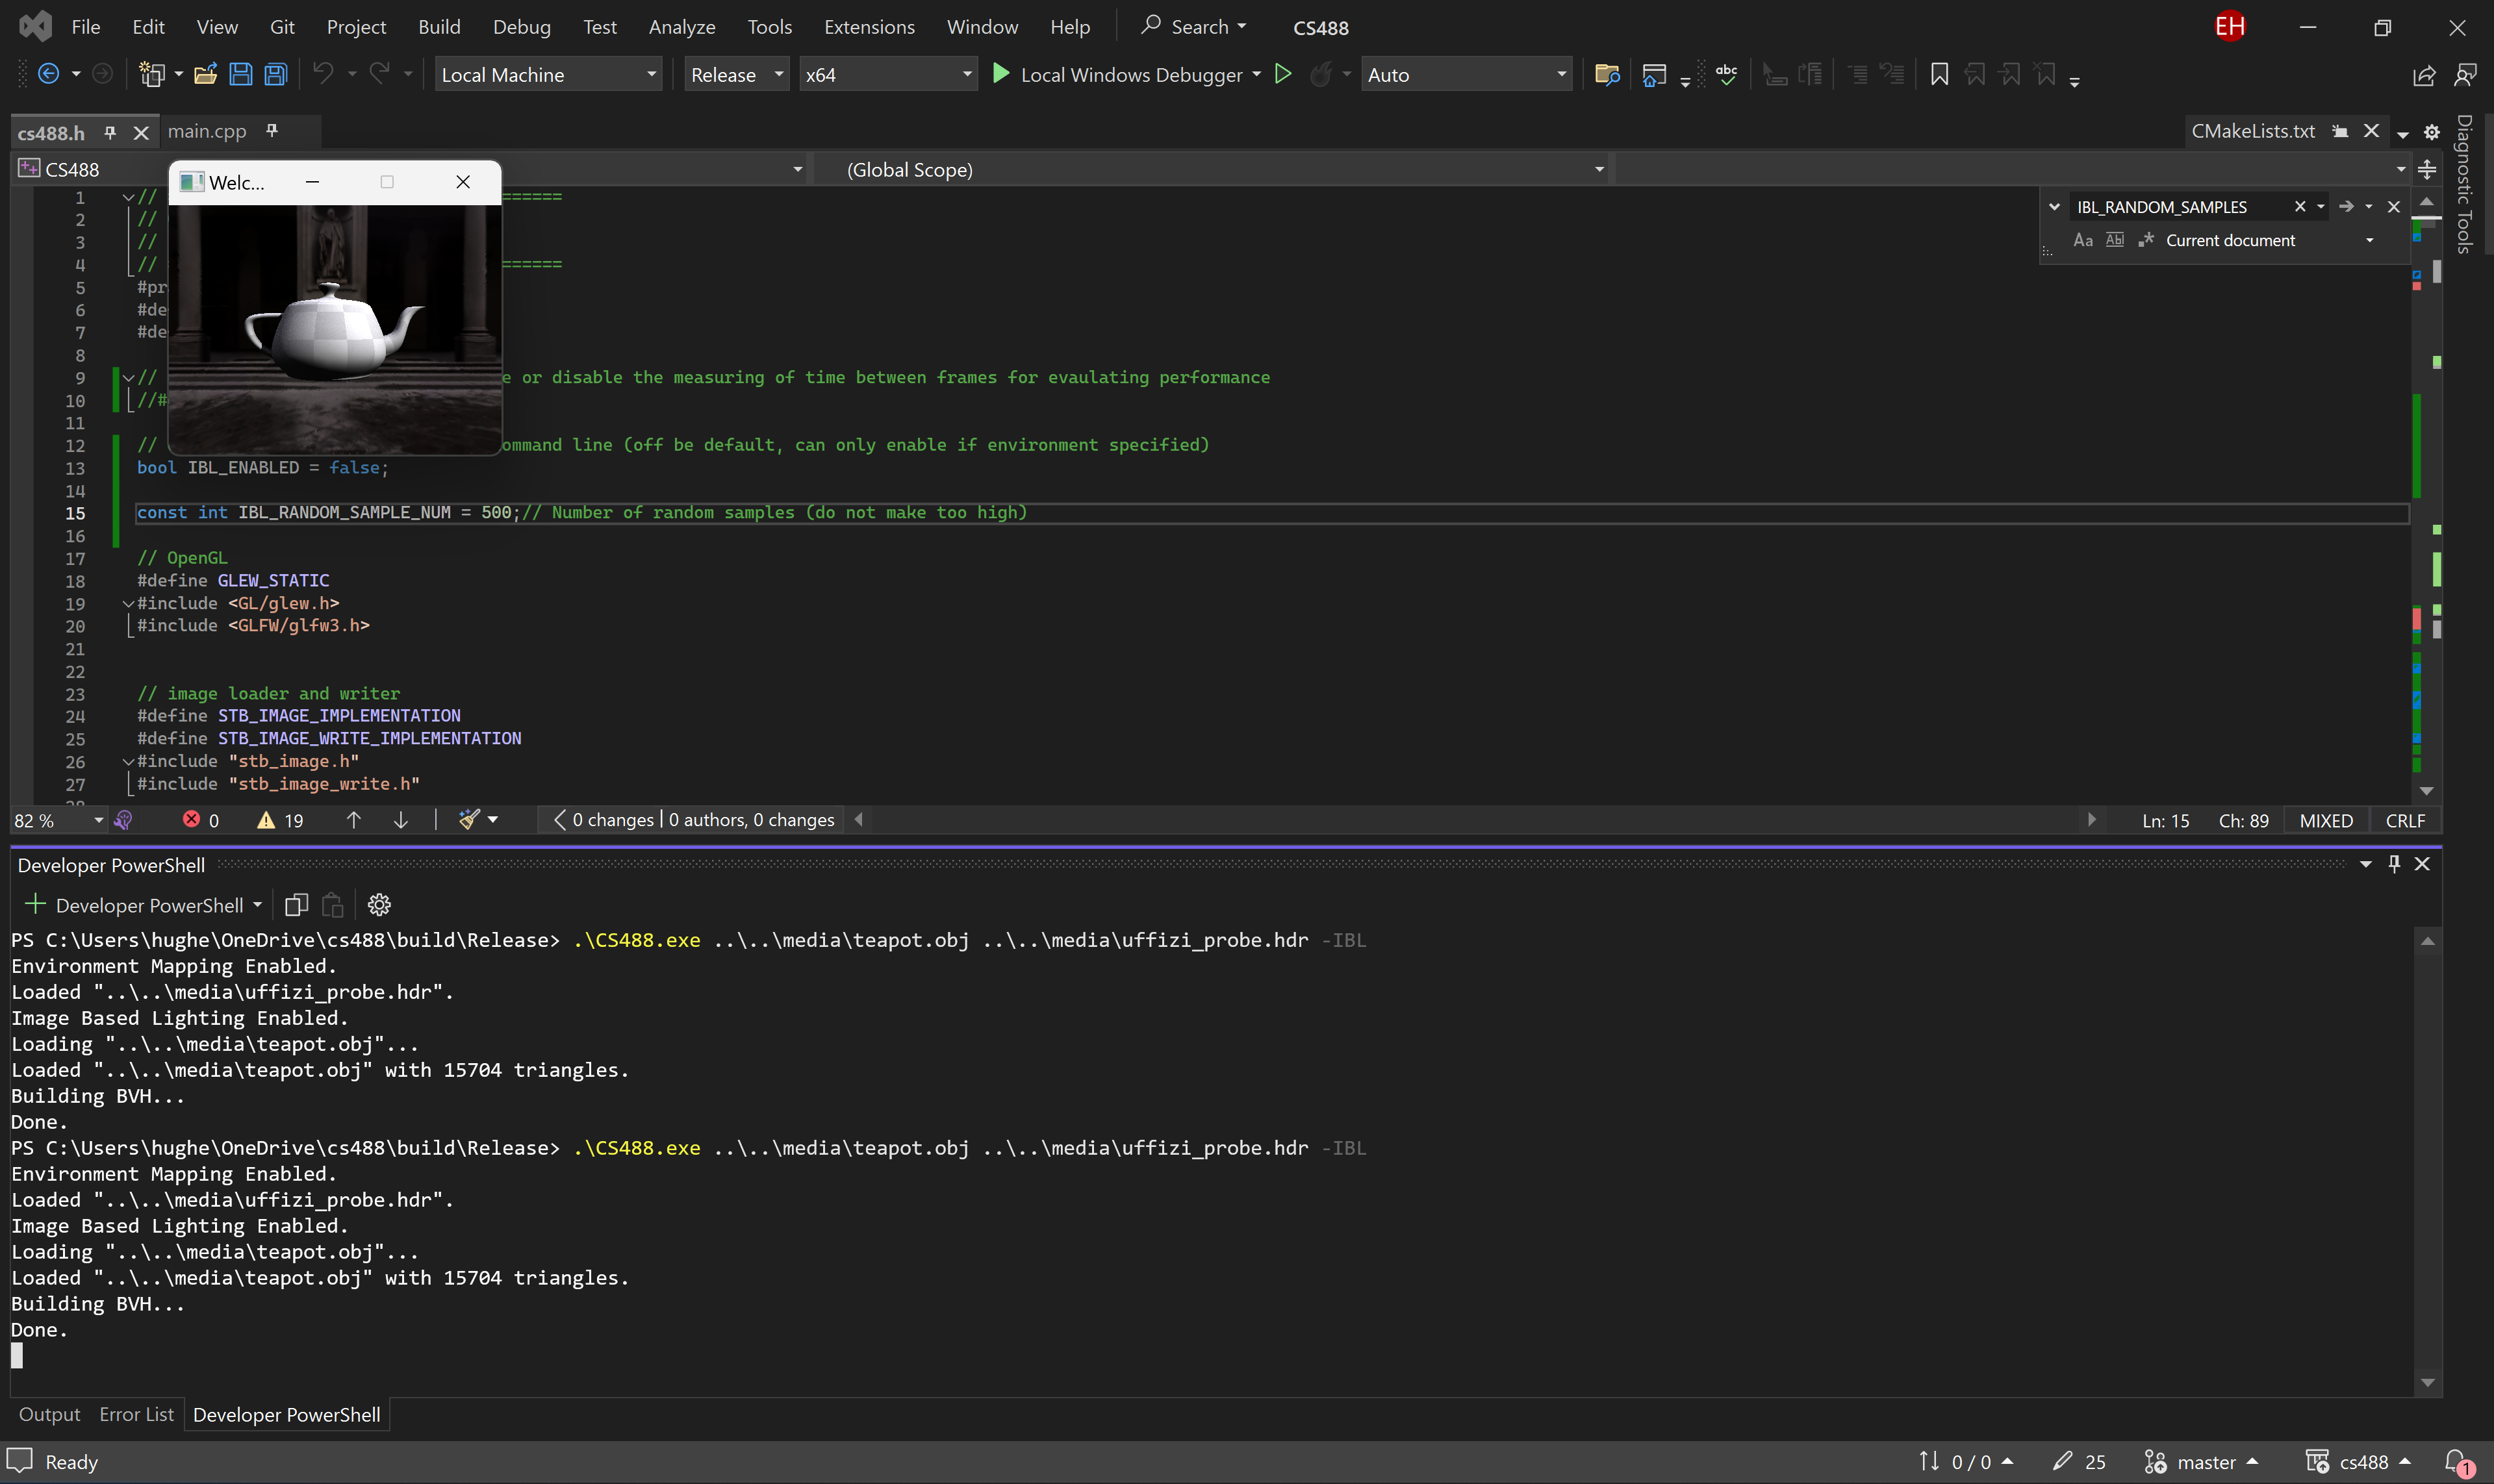 File Edit View Git Project Build Debug Test Analyze Tools Extensions Window Help Search CS488 EH
Local Machine Release x64 Local Windows Debugger Auto abc
cs488.h main.cpp CMakeLists.txt
CS488 (Global Scope)
Welc...
IBL_RANDOM_SAMPLES
Aa Abl .* Current document
Diagnostic Tools
1 // ======
2 //
3 //
4 // ======
5 #pr
6 #de
7 #de
8
9 // e or disable the measuring of time between frames for evaulating performance
10 //#
11
12 // ommand line (off be default, can only enable if environment specified)
13 bool IBL_ENABLED = false;
14
15 const int IBL_RANDOM_SAMPLE_NUM = 500;// Number of random samples (do not make too high)
16
17 // OpenGL
18 #define GLEW_STATIC
19 #include <GL/glew.h>
20 #include <GLFW/glfw3.h>
21
22
23 // image loader and writer
24 #define STB_IMAGE_IMPLEMENTATION
25 #define STB_IMAGE_WRITE_IMPLEMENTATION
26 #include "stb_image.h"
27 #include "stb_image_write.h"
82 % 0 19 0 changes | 0 authors, 0 changes Ln: 15 Ch: 89 MIXED CRLF
Developer PowerShell
Developer PowerShell
PS C:\Users\hughe\OneDrive\cs488\build\Release> .\CS488.exe ..\..\media\teapot.obj ..\..\media\uffizi_probe.hdr -IBL
Environment Mapping Enabled.
Loaded "..\..\media\uffizi_probe.hdr".
Image Based Lighting Enabled.
Loading "..\..\media\teapot.obj"...
Loaded "..\..\media\teapot.obj" with 15704 triangles.
Building BVH...
Done.
PS C:\Users\hughe\OneDrive\cs488\build\Release> .\CS488.exe ..\..\media\teapot.obj ..\..\media\uffizi_probe.hdr -IBL
Environment Mapping Enabled.
Loaded "..\..\media\uffizi_probe.hdr".
Image Based Lighting Enabled.
Loading "..\..\media\teapot.obj"...
Loaded "..\..\media\teapot.obj" with 15704 triangles.
Building BVH...
Done.
Output Error List Developer PowerShell
Ready 0 / 0 25 master cs488 1